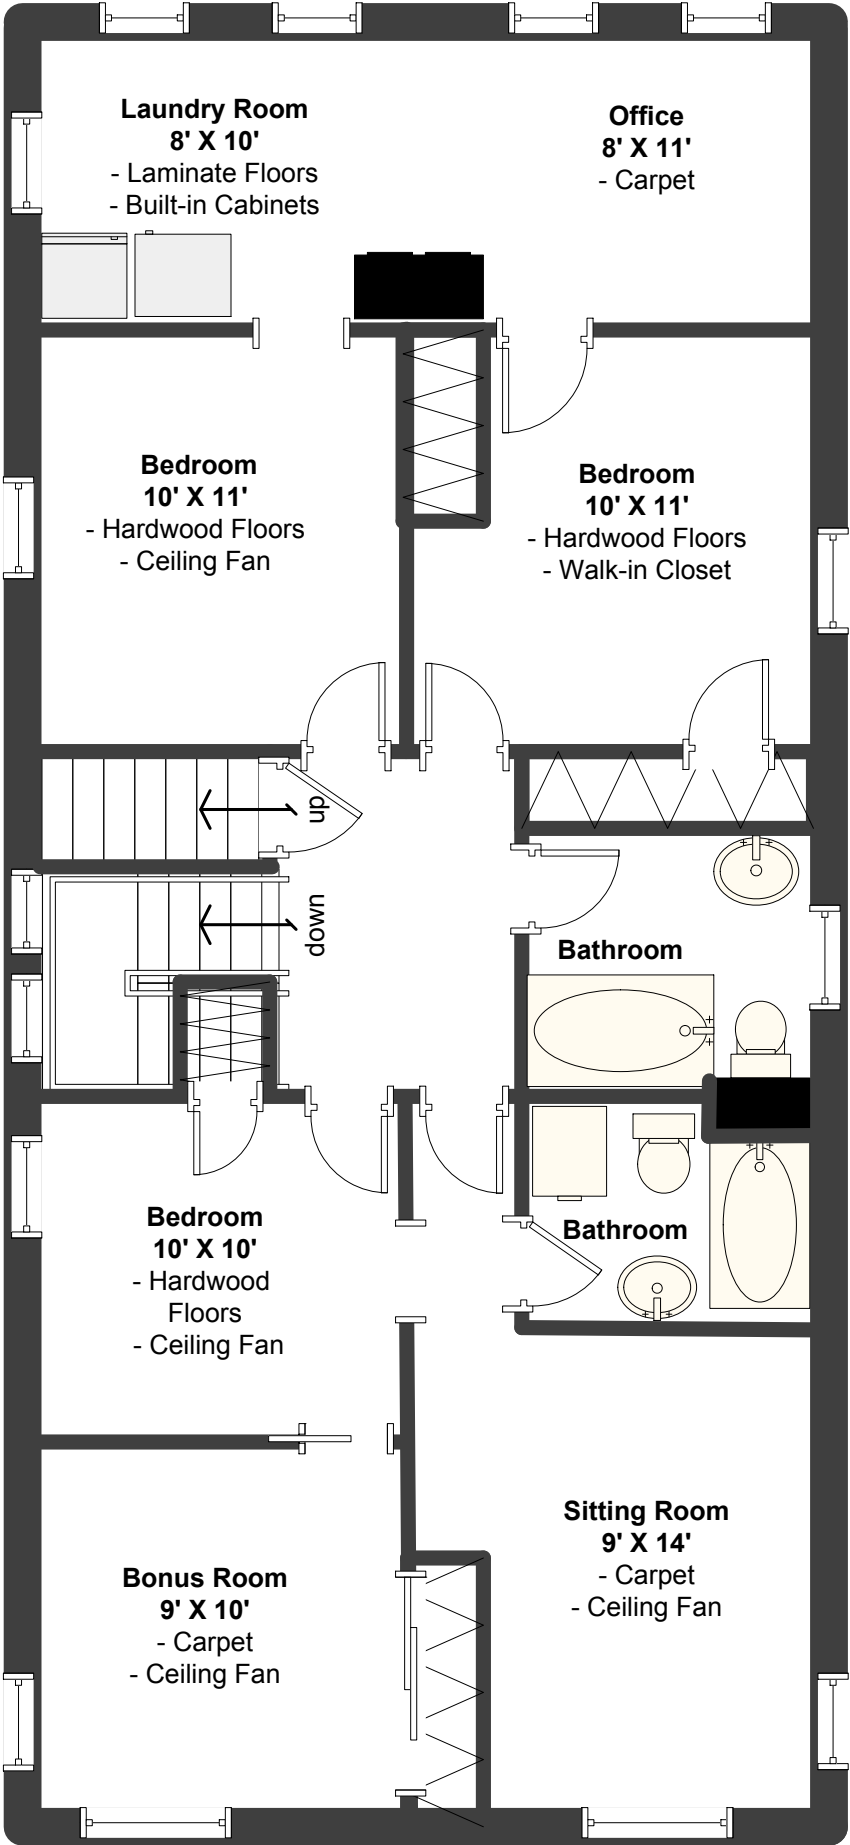 Laundry Room
8' X 10'
- Laminate Floors
- Built-in Cabinets
Office
8' X 11'
- Carpet
Bedroom
10' X 11'
- Hardwood Floors
- Ceiling Fan
Bedroom
10' X 11'
- Hardwood Floors
- Walk-in Closet
up
down
Bathroom
Bedroom
10' X 10'
- Hardwood
Floors
- Ceiling Fan
Bathroom
Sitting Room
9' X 14'
- Carpet
- Ceiling Fan
Bonus Room
9' X 10'
- Carpet
- Ceiling Fan